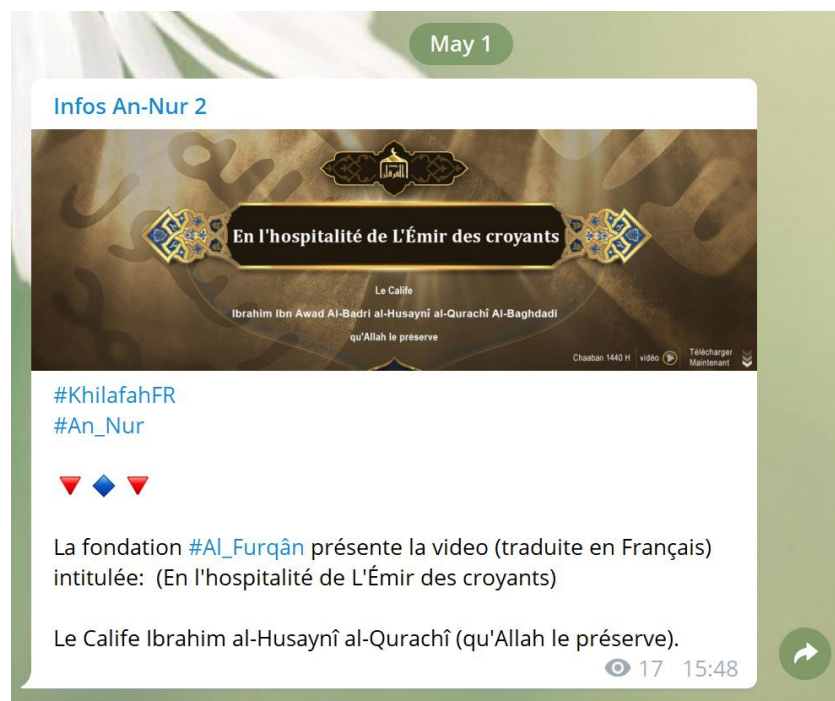 May 1
Infos An-Nur 2
الفرقان
En l'hospitalité de L'Émir des croyants
Le Calife
Ibrahim Ibn Awad Al-Badri al-Husaynî al-Qurachî Al-Baghdadi
qu'Allah le préserve
Chaaban 1440 H
vidéo
Télécharger
Maintenant
#KhilafahFR
#An_Nur
La fondation #Al_Furqân présente la video (traduite en Français)
intitulée: (En l'hospitalité de L'Émir des croyants)
Le Calife Ibrahim al-Husaynî al-Qurachî (qu'Allah le préserve).
17 15:48